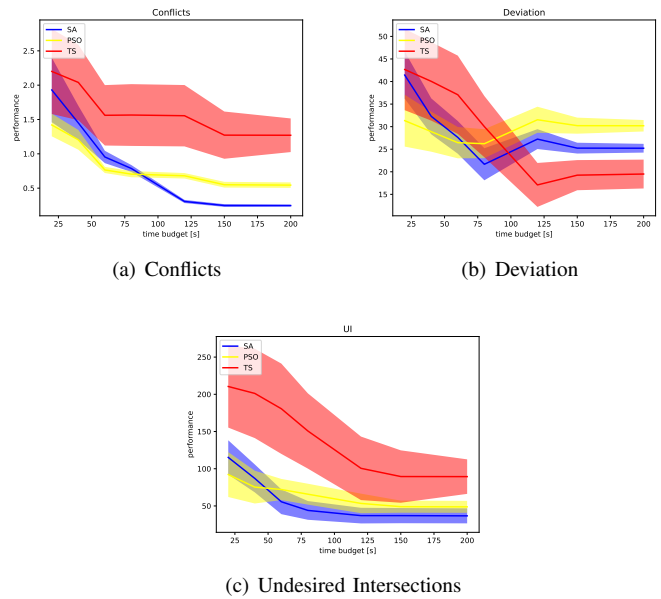 Conflicts
SA
PSO
TS
2.5
2.0
1.5
1.0
0.5
performance
25 50 75 100 125 150 175 200
time budget [s]
(a) Conflicts
Deviation
SA
PSO
TS
50
45
40
35
30
25
20
15
performance
25 50 75 100 125 150 175 200
time budget [s]
(b) Deviation
UI
SA
PSO
TS
250
200
150
100
50
performance
25 50 75 100 125 150 175 200
time budget [s]
(c) Undesired Intersections